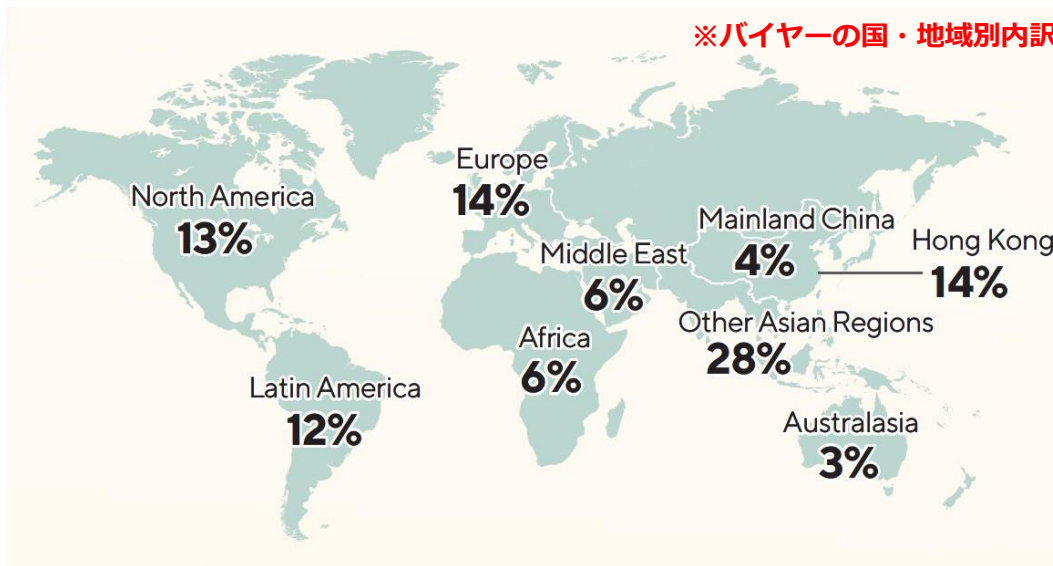 ※バイヤーの国・地域別内訳
Europe
14%
North America
13%
Mainland China
4%
Hong Kong
14%
Middle East
6%
Other Asian Regions
28%
Africa
6%
Latin America
12%
Australasia
3%